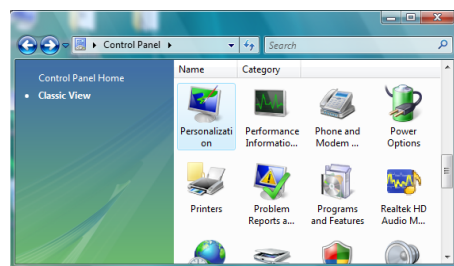 Control Panel
Search
Control Panel Home
Classic View
Name Category
Personalizati
on
Performance
Informatio...
Phone and
Modem ...
Power
Options
Printers
Problem
Reports a...
Programs
and Features
Realtek HD
Audio M...